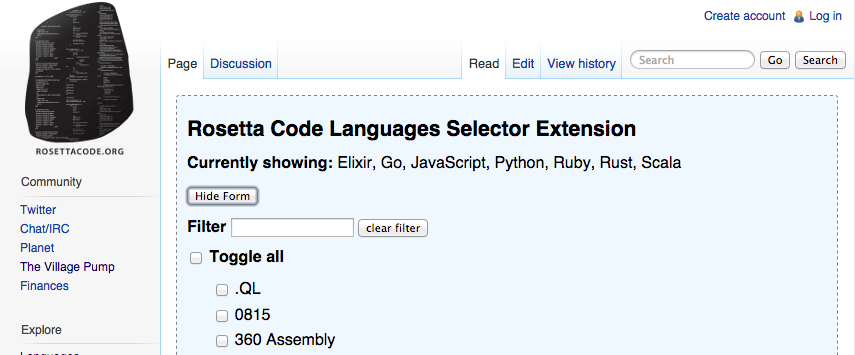 Create account Log in
Page Discussion Read Edit View history Search Go Search
ROSETTACODE.ORG
Community
Twitter
Chat/IRC
Planet
The Village Pump
Finances
Explore
Rosetta Code Languages Selector Extension
Currently showing: Elixir, Go, JavaScript, Python, Ruby, Rust, Scala
Hide Form
Filter clear filter
Toggle all
.QL
0815
360 Assembly